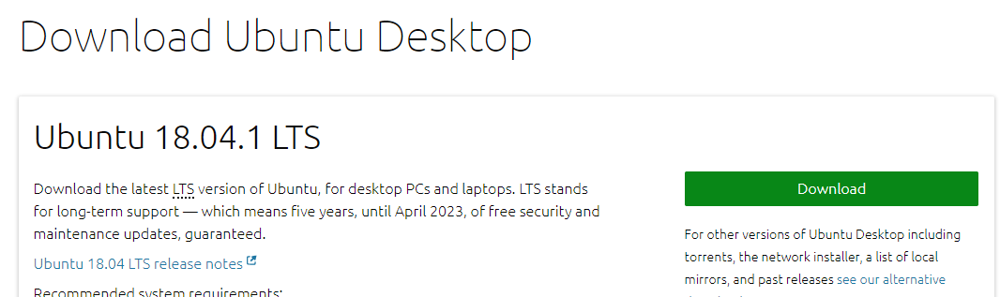 Download Ubuntu Desktop
Ubuntu 18.04.1 LTS
Download the latest LTS version of Ubuntu, for desktop PCs and laptops. LTS stands
for long-term support — which means five years, until April 2023, of free security and
maintenance updates, guaranteed.
Ubuntu 18.04 LTS release notes
Recommended system requirements:
Download
For other versions of Ubuntu Desktop including
torrents, the network installer, a list of local
mirrors, and past releases see our alternative